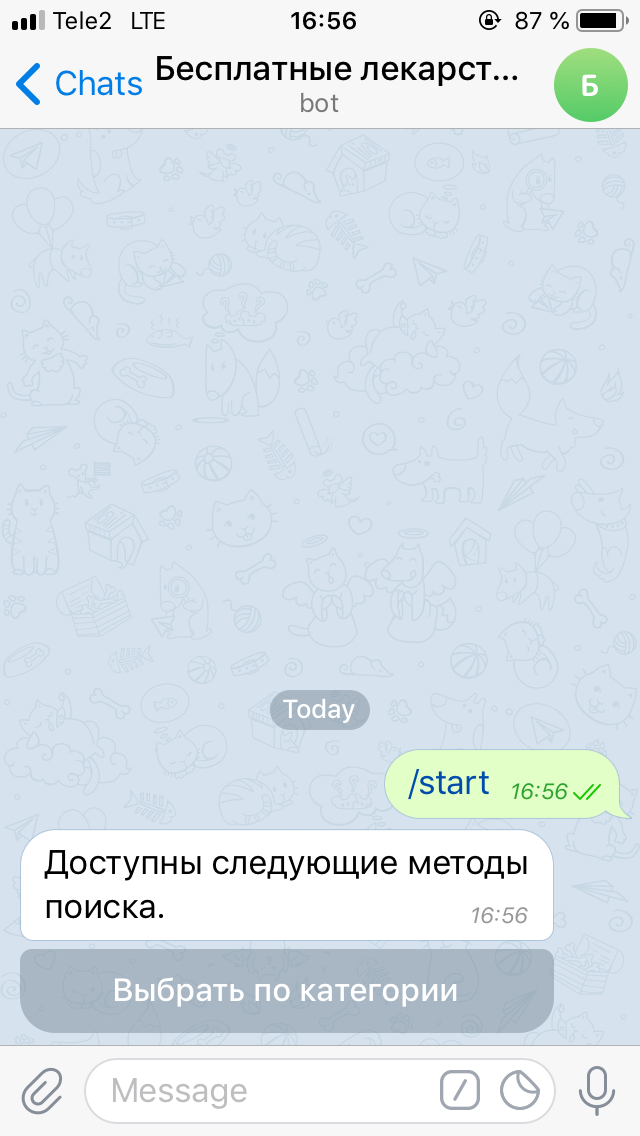 Tele2 LTE 16:56 87 %
Chats Бесплатные лекарст...
bot
Б
Today
/start 16:56
Доступны следующие методы
поиска. 16:56
Выбрать по категории
Message